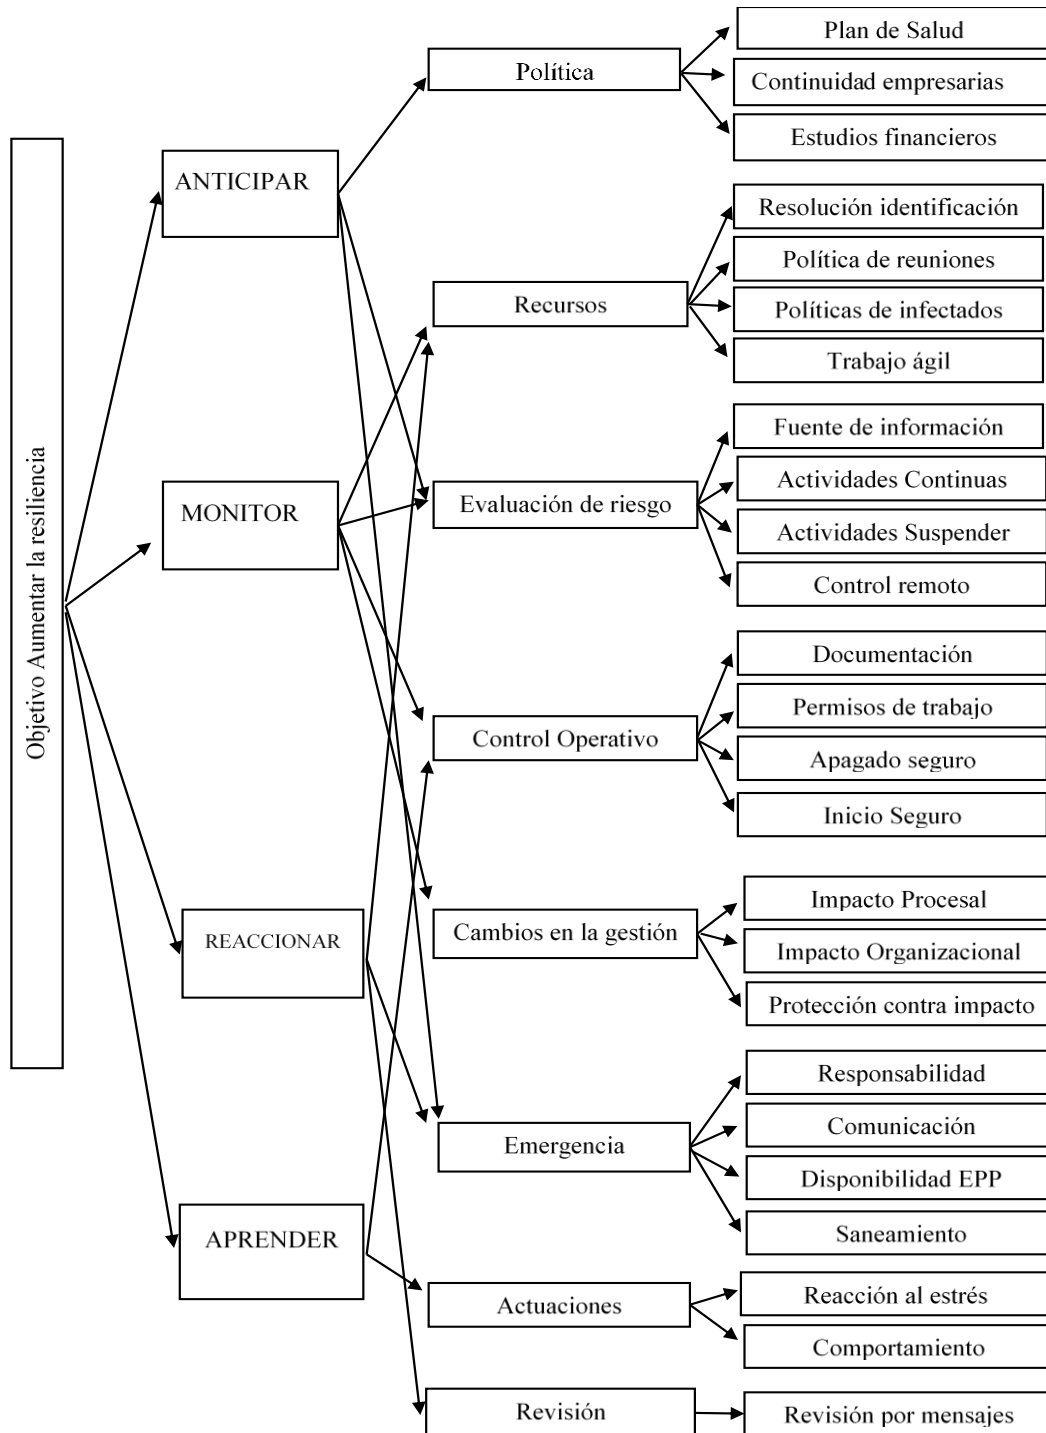 Objetivo Aumentar la resiliencia
ANTICIPAR
MONITOR
REACCIONAR
APRENDER
Política
Recursos
Evaluación de riesgo
Control Operativo
Cambios en la gestión
Emergencia
Actuaciones
Revisión
Plan de Salud
Continuidad empresarias
Estudios financieros
Resolución identificación
Política de reuniones
Políticas de infectados
Trabajo ágil
Fuente de información
Actividades Continuas
Actividades Suspender
Control remoto
Documentación
Permisos de trabajo
Apagado seguro
Inicio Seguro
Impacto Procesal
Impacto Organizacional
Protección contra impacto
Responsabilidad
Comunicación
Disponibilidad EPP
Saneamiento
Reacción al estrés
Comportamiento
Revisión por mensajes